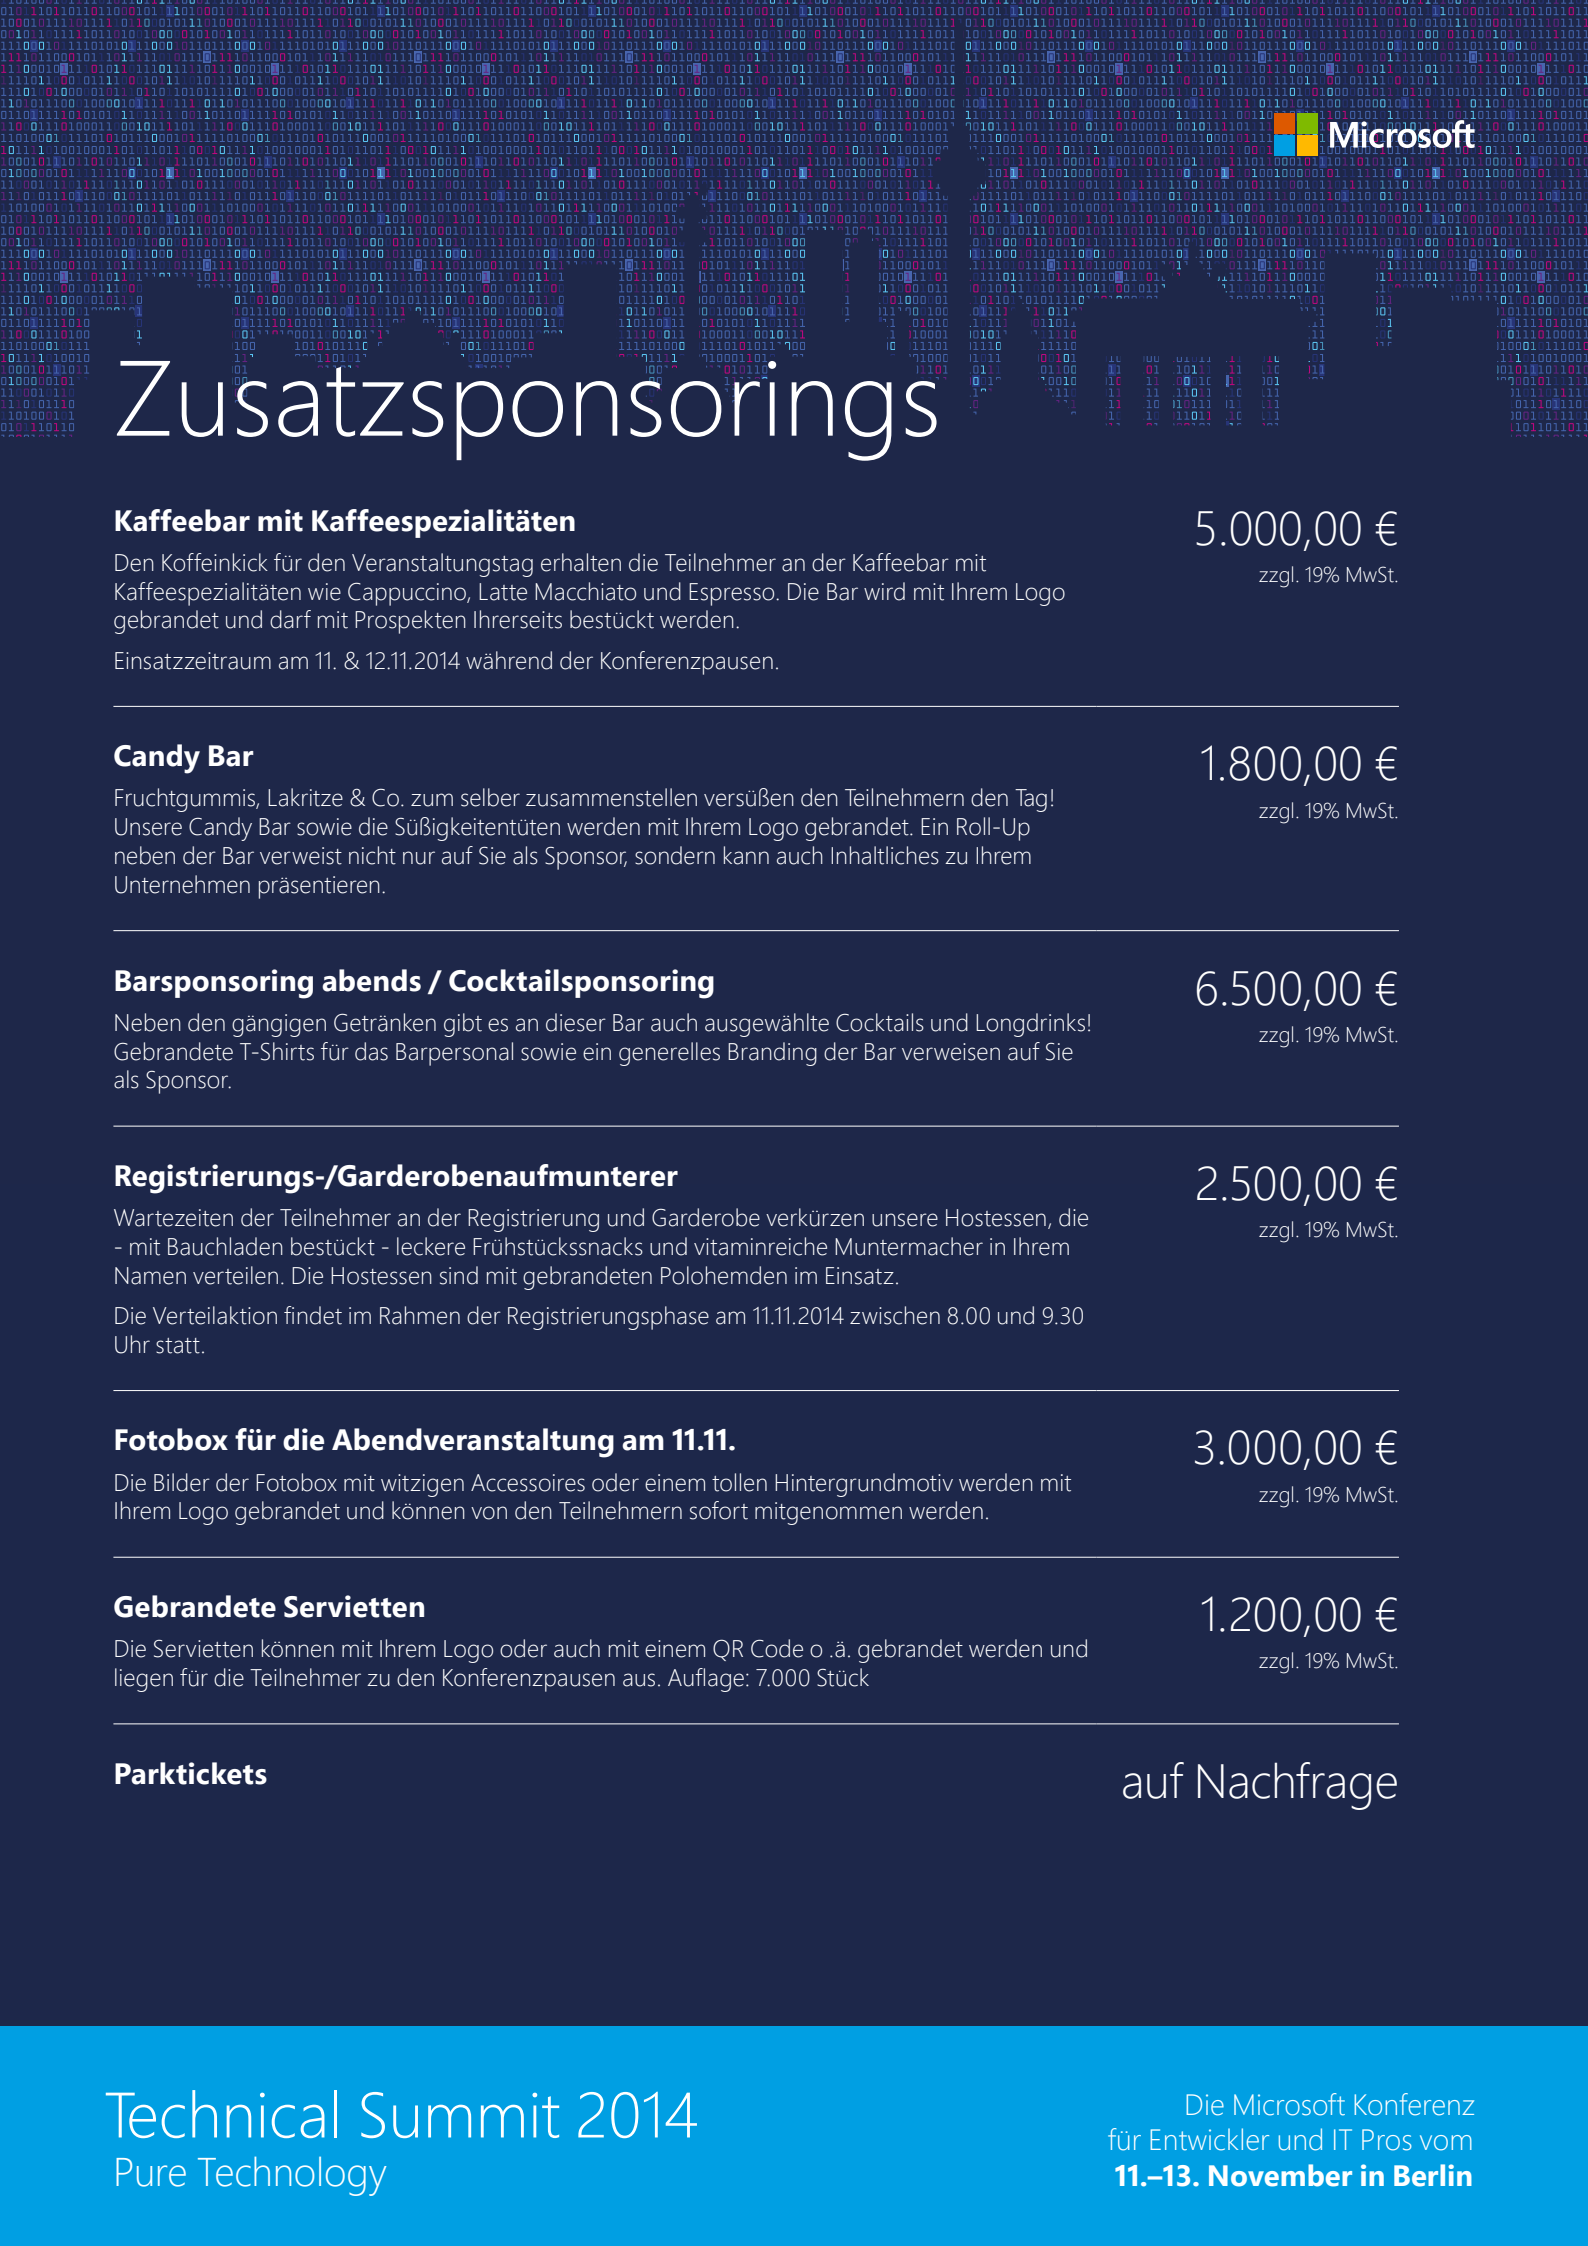 Microsoft
Zusatzsponsorings
Kaffeebar mit Kaffeespezialitäten
5.000,00 €
zzgl. 19% MwSt.
Den Koffeinkick für den Veranstaltungstag erhalten die Teilnehmer an der Kaffeebar mit
Kaffeespezialitäten wie Cappuccino, Latte Macchiato und Espresso. Die Bar wird mit Ihrem Logo
gebrandet und darf mit Prospekten Ihrerseits bestückt werden.
Einsatzzeitraum am 11. & 12.11.2014 während der Konferenzpausen.
Candy Bar
1.800,00 €
zzgl. 19% MwSt.
Fruchtgummis, Lakritze & Co. zum selber zusammenstellen versüßen den Teilnehmern den Tag!
Unsere Candy Bar sowie die Süßigkeitentüten werden mit Ihrem Logo gebrandet. Ein Roll-Up
neben der Bar verweist nicht nur auf Sie als Sponsor, sondern kann auch Inhaltliches zu Ihrem
Unternehmen präsentieren.
Barsponsoring abends / Cocktailsponsoring
6.500,00 €
zzgl. 19% MwSt.
Neben den gängigen Getränken gibt es an dieser Bar auch ausgewählte Cocktails und Longdrinks!
Gebrandete T-Shirts für das Barpersonal sowie ein generelles Branding der Bar verweisen auf Sie
als Sponsor.
Registrierungs-/Garderobenaufmunterer
2.500,00 €
zzgl. 19% MwSt.
Wartezeiten der Teilnehmer an der Registrierung und Garderobe verkürzen unsere Hostessen, die
- mit Bauchladen bestückt - leckere Frühstückssnacks und vitaminreiche Muntermacher in Ihrem
Namen verteilen. Die Hostessen sind mit gebrandeten Polohemden im Einsatz.
Die Verteilaktion findet im Rahmen der Registrierungsphase am 11.11.2014 zwischen 8.00 und 9.30
Uhr statt.
Fotobox für die Abendveranstaltung am 11.11.
3.000,00 €
zzgl. 19% MwSt.
Die Bilder der Fotobox mit witzigen Accessoires oder einem tollen Hintergrundmotiv werden mit
Ihrem Logo gebrandet und können von den Teilnehmern sofort mitgenommen werden.
Gebrandete Servietten
1.200,00 €
zzgl. 19% MwSt.
Die Servietten können mit Ihrem Logo oder auch mit einem QR Code o .ä. gebrandet werden und
liegen für die Teilnehmer zu den Konferenzpausen aus. Auflage: 7.000 Stück
Parktickets
auf Nachfrage
Technical Summit 2014
Pure Technology
Die Microsoft Konferenz
für Entwickler und IT Pros vom
11.–13. November in Berlin